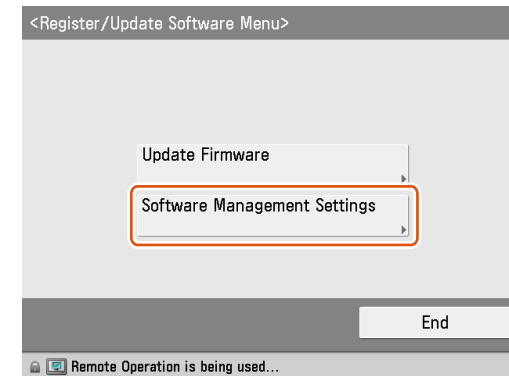 <Register/Update Software Menu>
Update Firmware
Software Management Settings
End
Remote Operation is being used...